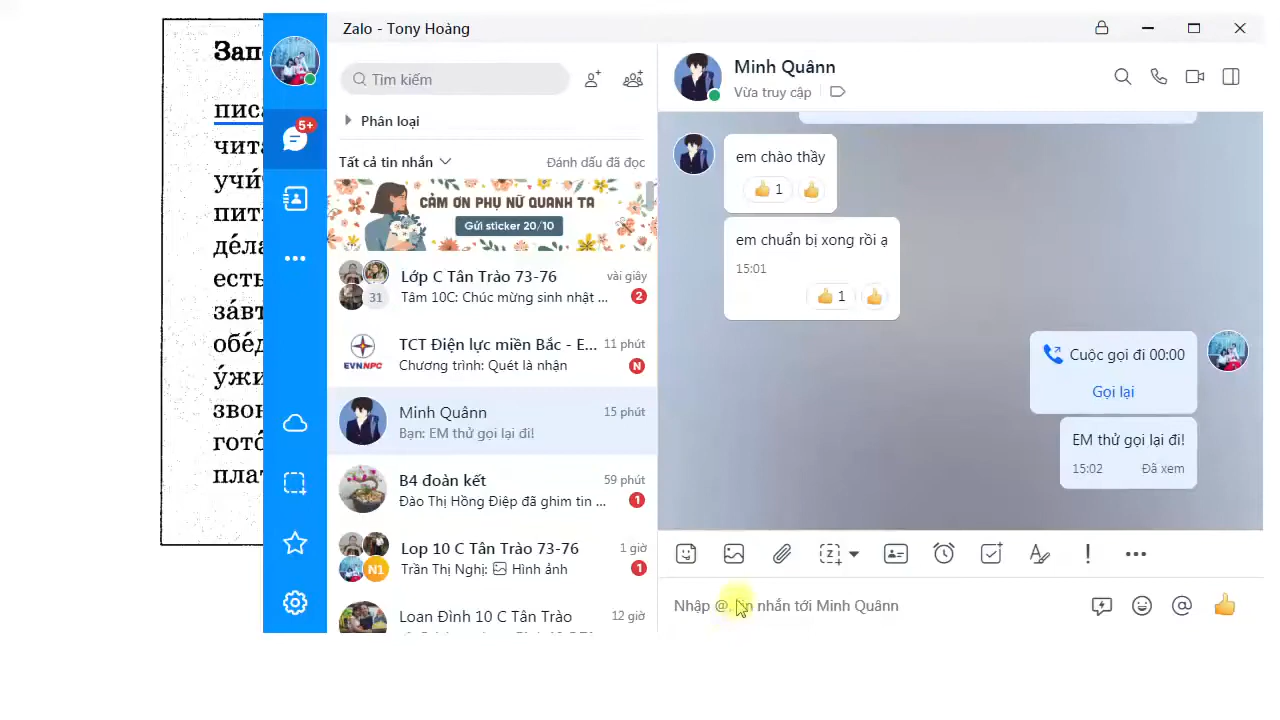 Zalo - Tony Hoàng
писа
чита
учи́
пит
де́ла
есть
за́вт
обе́д
у́жи
звон
гото́
плат
5+
Tìm kiếm
Phân loại
Tất cả tin nhắn
Đánh dấu đã đọc
CẢM ƠN PHỤ NỮ QUANH TA
Gửi sticker 20/10
Lớp C Tân Trào 73-76
vài giây
31
Tâm 10C: Chúc mừng sinh nhật ...
2
TCT Điện lực miền Bắc - E...
11 phút
EVNNPC
Chương trình: Quét là nhận
N
Minh Quânn
15 phút
Bạn: EM thử gọi lại đi!
B4 đoàn kết
59 phút
Đào Thị Hồng Điệp đã ghim tin ...
1
Lop 10 C Tân Trào 73-76
1 giờ
N1
Trần Thị Nghị: Hình ảnh
1
Loan Đình 10 C Tân Trào
12 giờ
Minh Quânn
Vừa truy cập
em chào thầy
1
em chuẩn bị xong rồi ạ
15:01
1
Cuộc gọi đi 00:00
Gọi lại
EM thử gọi lại đi!
15:02
Đã xem
Nhập @, tin nhắn tới Minh Quânn